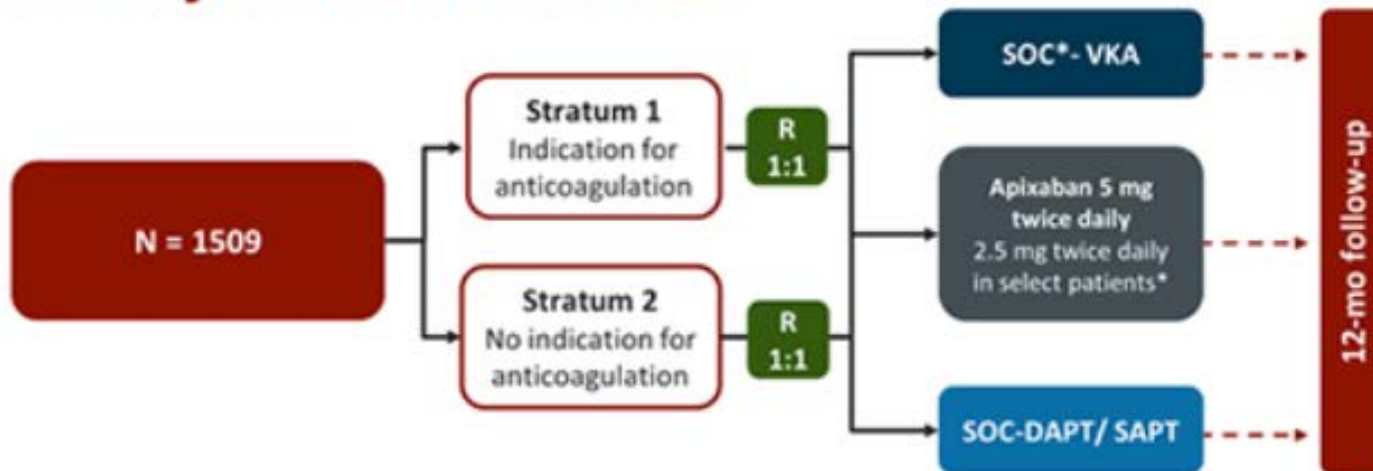 N = 1509
Stratum 1
Indication for
anticoagulation
R
1:1
Stratum 2
No indication for
anticoagulation
R
1:1
SOC*- VKA
Apixaban 5 mg
twice daily
2.5 mg twice daily
in select patients*
SOC-DAPT/ SAPT
12-mo follow-up